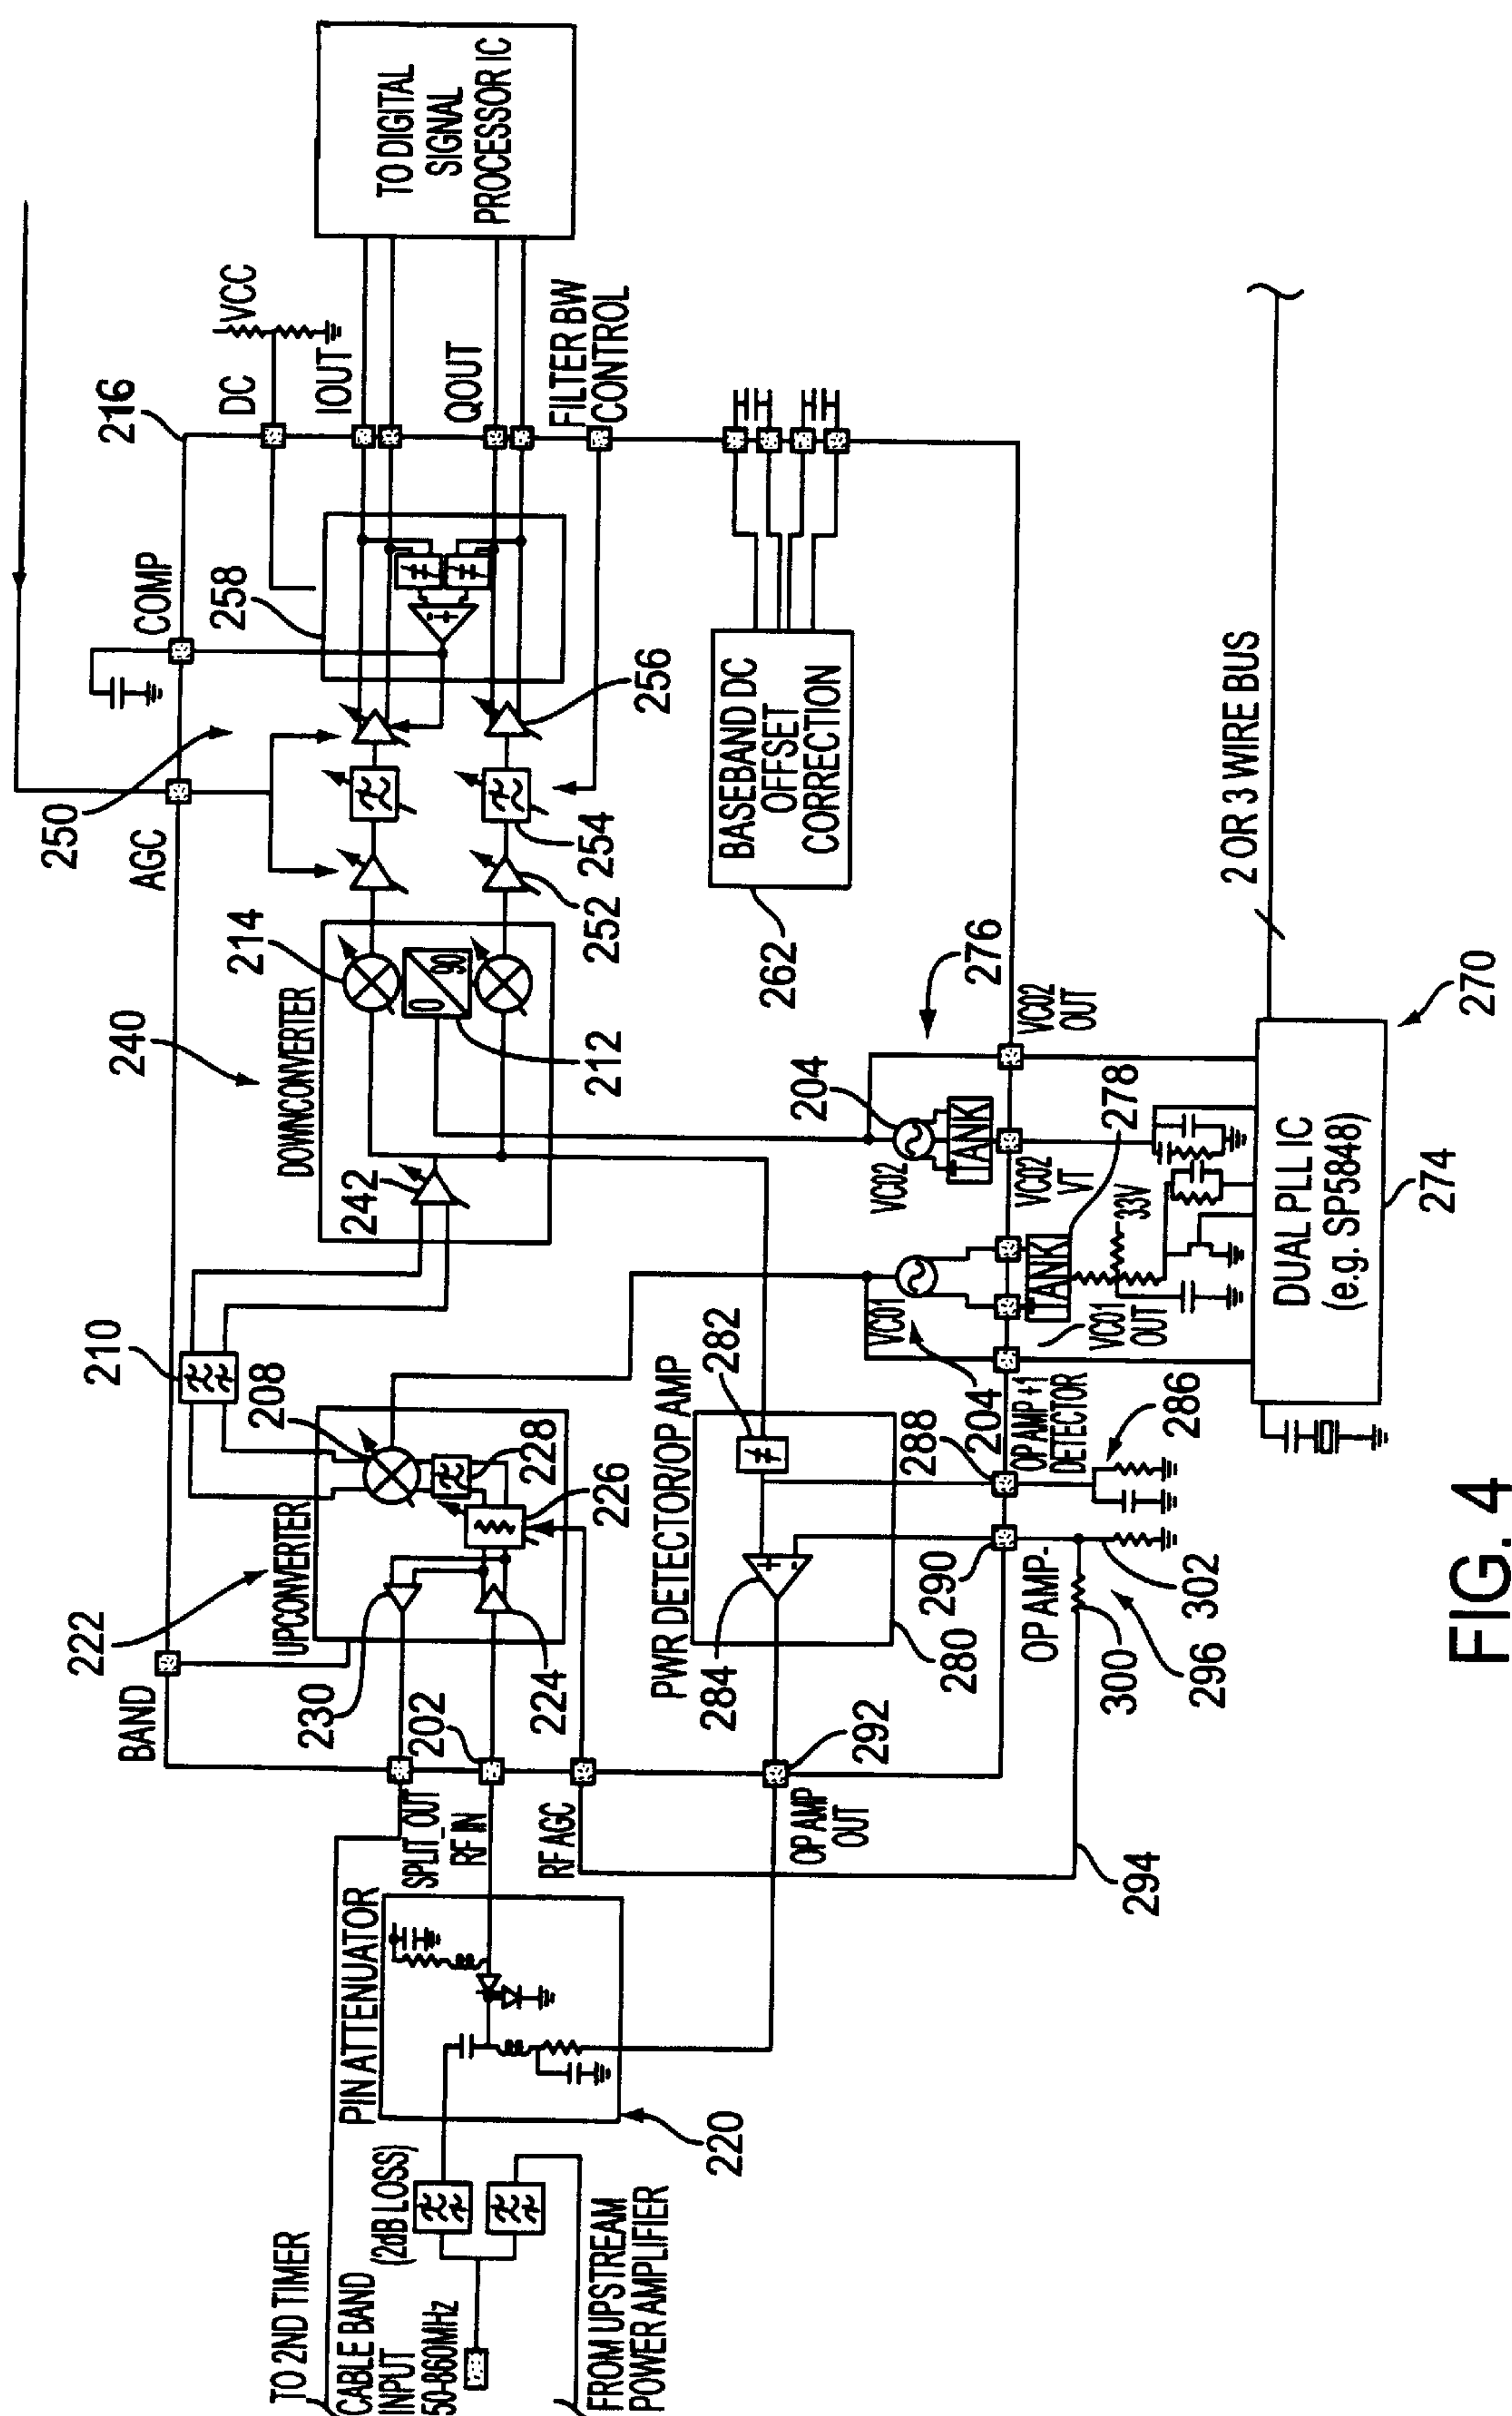 TO DIGITAL
SIGNAL
PROCESSOR IC
VCC
DC
IOUT
QOUT
FILTER BW
CONTROL
216
COMP
258
256
250
AGC
254
252
BASEBAND DC
OFFSET
CORRECTION
262
214
240
DOWNCONVERTER
0
90
212
242
276
VCO2
OUT
204
VCO2
TANK
VCO2
VT
278
33V
TANK
VCO1
VCO1
OUT
204
2 OR 3 WIRE BUS
270
DUAL PLL IC
(e.g. SP5848)
274
210
208
228
226
UPCONVERTER
222
230
224
BAND
202
PWR DETECTOR/OP AMP
282
284
280
288
OP AMP +1
DETECTOR
286
290
OP AMP-
302
300
296
292
OP AMP
OUT
294
SPLIT_OUT
RF IN
RF AGC
PIN ATTENUATOR
220
(2dB LOSS)
TO 2ND TIMER
CABLE BAND
INPUT
50-860MHz
FROM UPSTREAM
POWER AMPLIFIER
FIG. 4